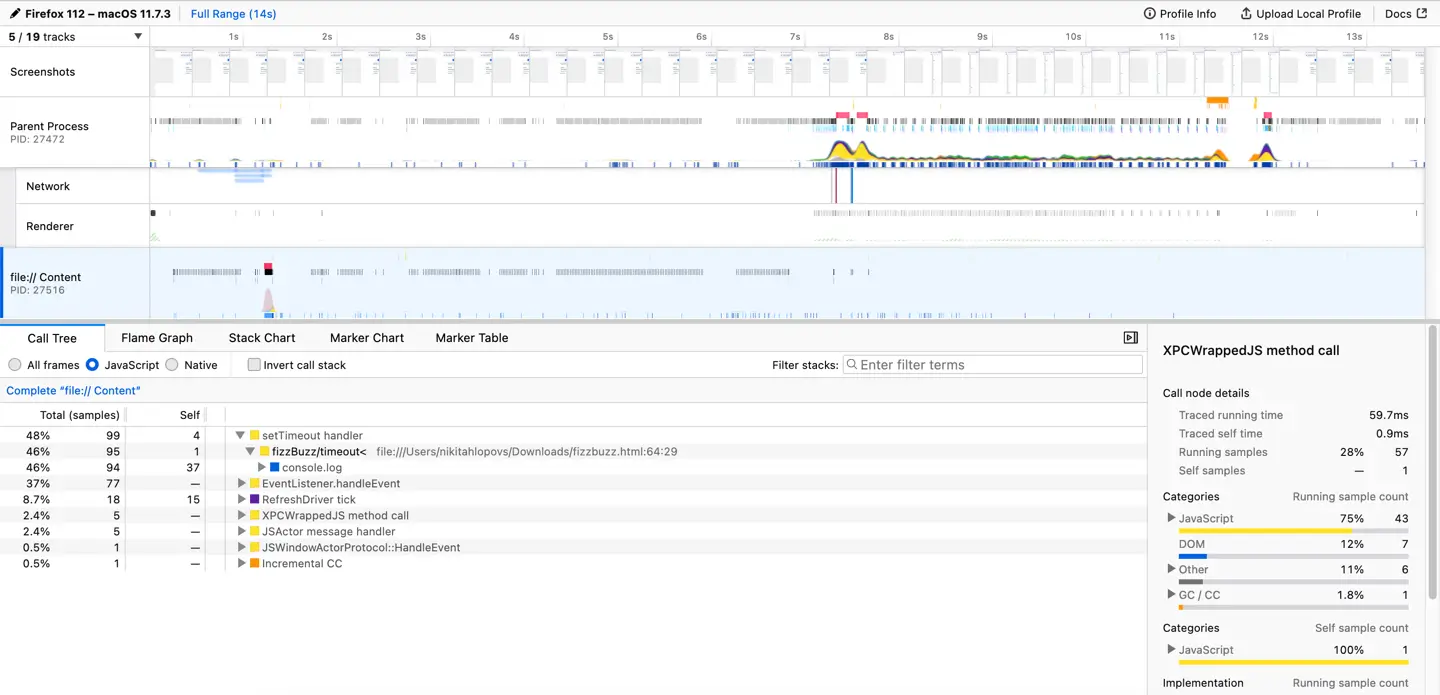 Firefox 112 – macOS 11.7.3 Full Range (14s) Profile Info Upload Local Profile Docs
5 / 19 tracks 1s 2s 3s 4s 5s 6s 7s 8s 9s 10s 11s 12s 13s
Screenshots
Parent Process
PID: 27472
Network
Renderer
file:// Content
PID: 27516
Call Tree Flame Graph Stack Chart Marker Chart Marker Table
All frames JavaScript Native Invert call stack Filter stacks: Enter filter terms
Complete “file:// Content”
Total (samples) Self
48% 99 4 setTimeout handler
46% 95 1 fizzBuzz/timeout< file:///Users/nikitahlopovs/Downloads/fizzbuzz.html:64:29
46% 94 37 console.log
37% 77 — EventListener.handleEvent
8.7% 18 15 RefreshDriver tick
2.4% 5 — XPCWrappedJS method call
2.4% 5 — JSActor message handler
0.5% 1 — JSWindowActorProtocol::HandleEvent
0.5% 1 — Incremental CC
XPCWrappedJS method call
Call node details
Traced running time 59.7ms
Traced self time 0.9ms
Running samples 28% 57
Self samples — 1
Categories Running sample count
JavaScript 75% 43
DOM 12% 7
Other 11% 6
GC / CC 1.8% 1
Categories Self sample count
JavaScript 100% 1
Implementation Running sample count